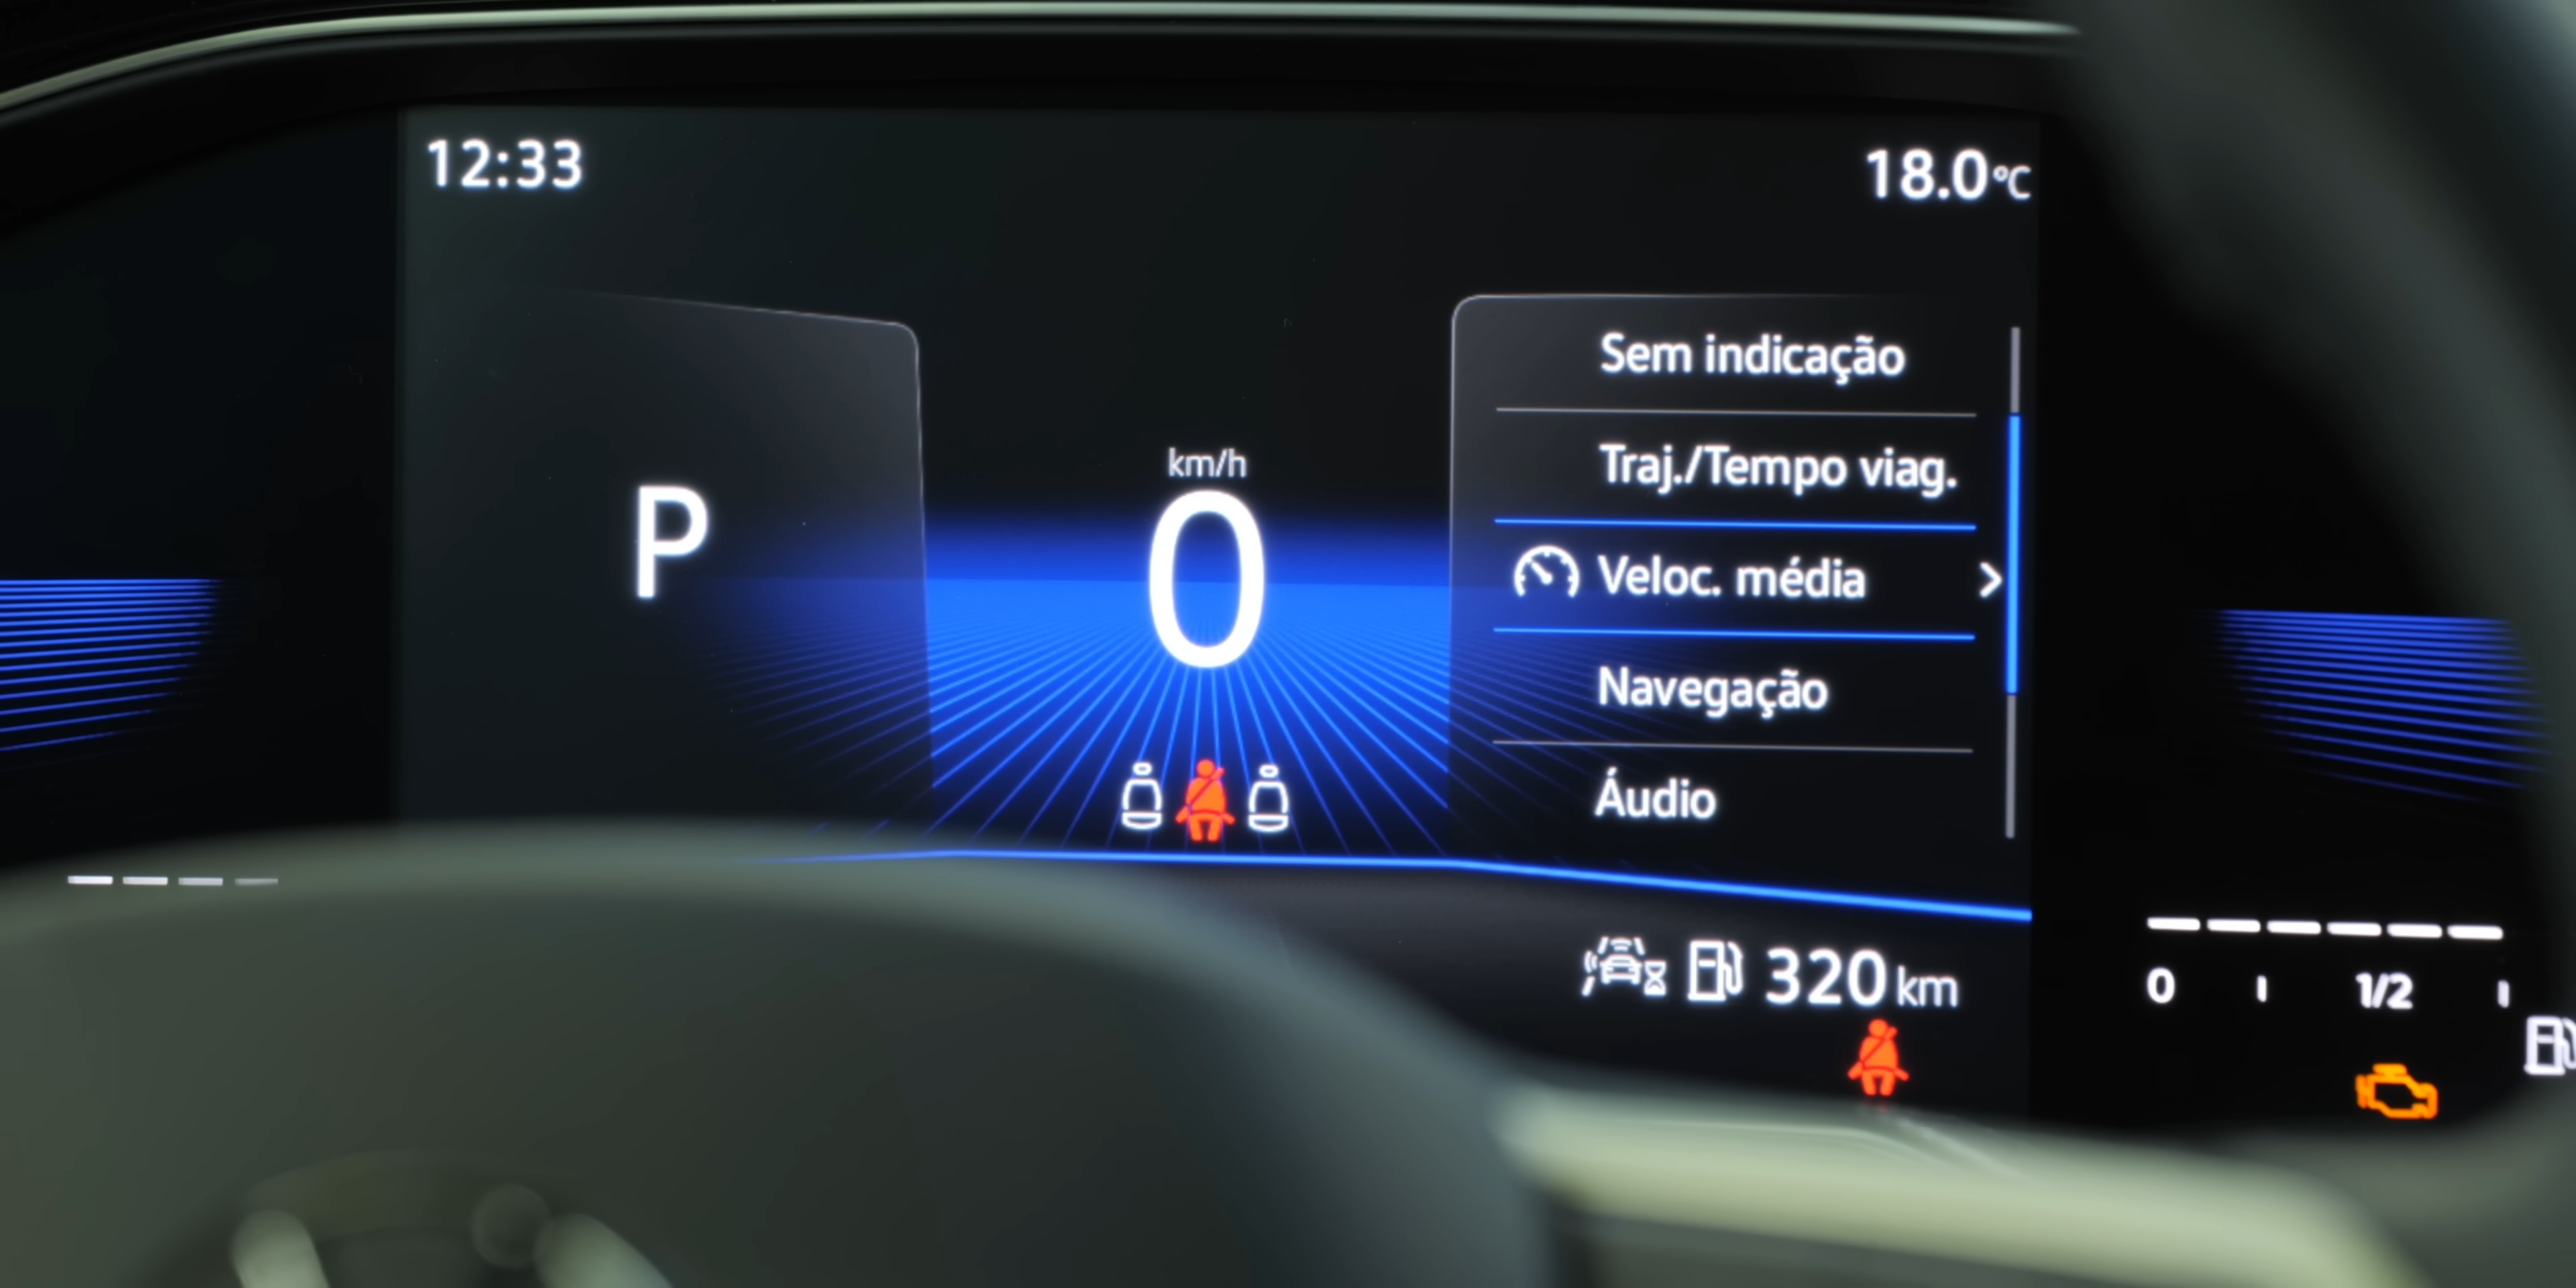 12:33
18.0°C
P
km/h
0
Sem indicação
Traj./Tempo viag.
Veloc. média
Navegação
Áudio
320 km
0
1/2